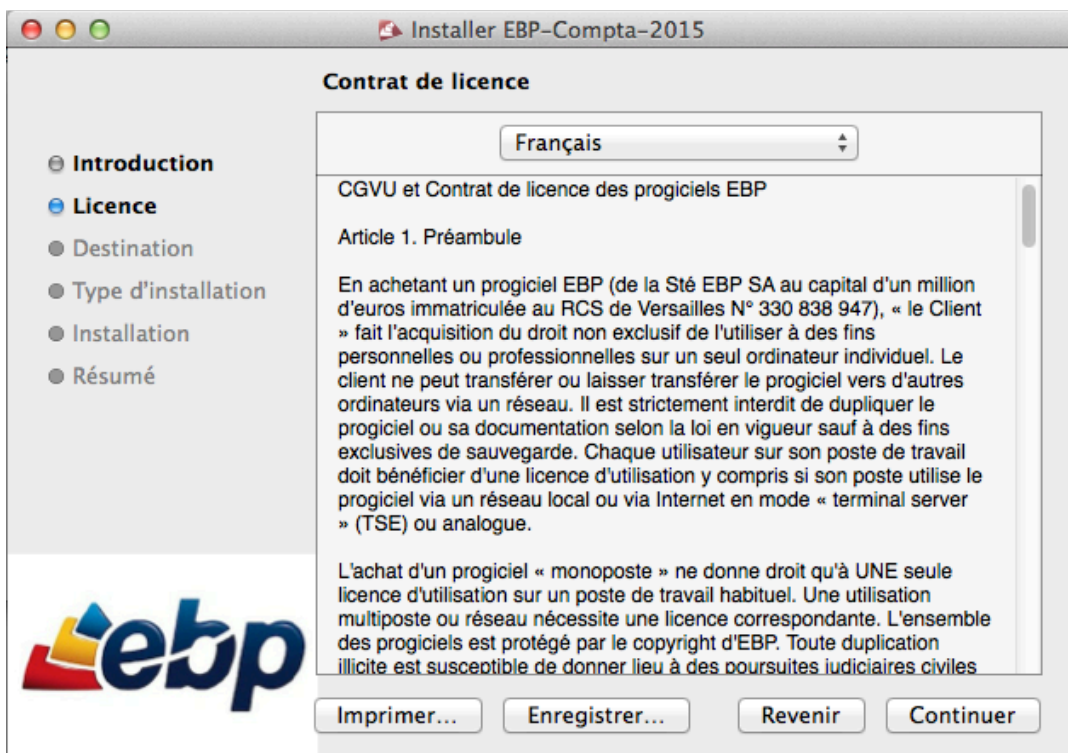 Installer EBP-Compta-2015
Contrat de licence
Introduction
Licence
Destination
Type d'installation
Installation
Résumé
Français
CGVU et Contrat de licence des progiciels EBP
Article 1. Préambule
En achetant un progiciel EBP (de la Sté EBP SA au capital d'un million
d'euros immatriculée au RCS de Versailles N° 330 838 947), « le Client
» fait l'acquisition du droit non exclusif de l'utiliser à des fins
personnelles ou professionnelles sur un seul ordinateur individuel. Le
client ne peut transférer ou laisser transférer le progiciel vers d'autres
ordinateurs via un réseau. Il est strictement interdit de dupliquer le
progiciel ou sa documentation selon la loi en vigueur sauf à des fins
exclusives de sauvegarde. Chaque utilisateur sur son poste de travail
doit bénéficier d'une licence d'utilisation y compris si son poste utilise le
progiciel via un réseau local ou via Internet en mode « terminal server
» (TSE) ou analogue.
L'achat d'un progiciel « monoposte » ne donne droit qu'à UNE seule
licence d'utilisation sur un poste de travail habituel. Une utilisation
multiposte ou réseau nécessite une licence correspondante. L'ensemble
des progiciels est protégé par le copyright d'EBP. Toute duplication
illicite est susceptible de donner lieu à des poursuites judiciaires civiles
ebp
Imprimer...
Enregistrer...
Revenir
Continuer